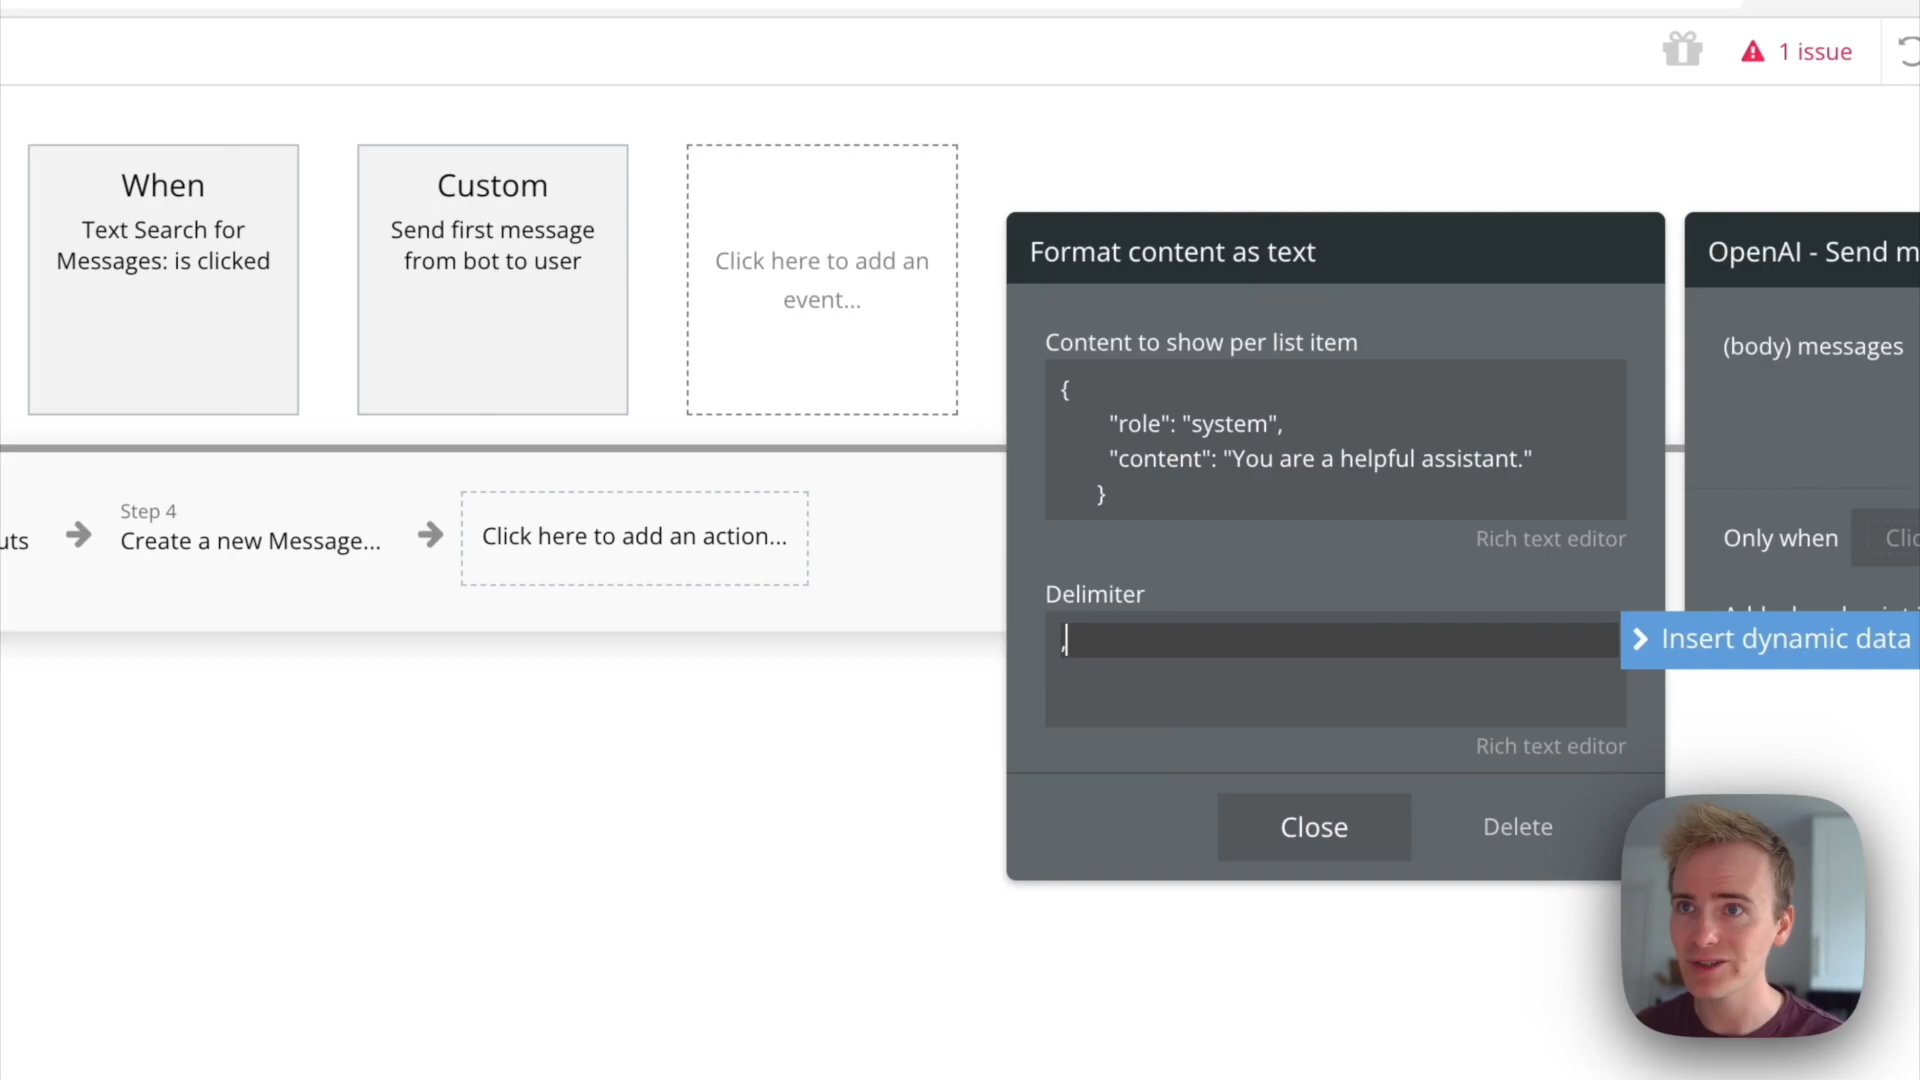 1 issue
When
Text Search for
Messages: is clicked
Custom
Send first message
from bot to user
Click here to add an
event...
Format content as text
OpenAI - Send m
Content to show per list item
{
"role": "system",
"content": "You are a helpful assistant."
}
Rich text editor
(body) messages
uts
Step 4
Create a new Message...
Click here to add an action...
Only when
Clic
Delimiter
,
Insert dynamic data
Rich text editor
Close
Delete